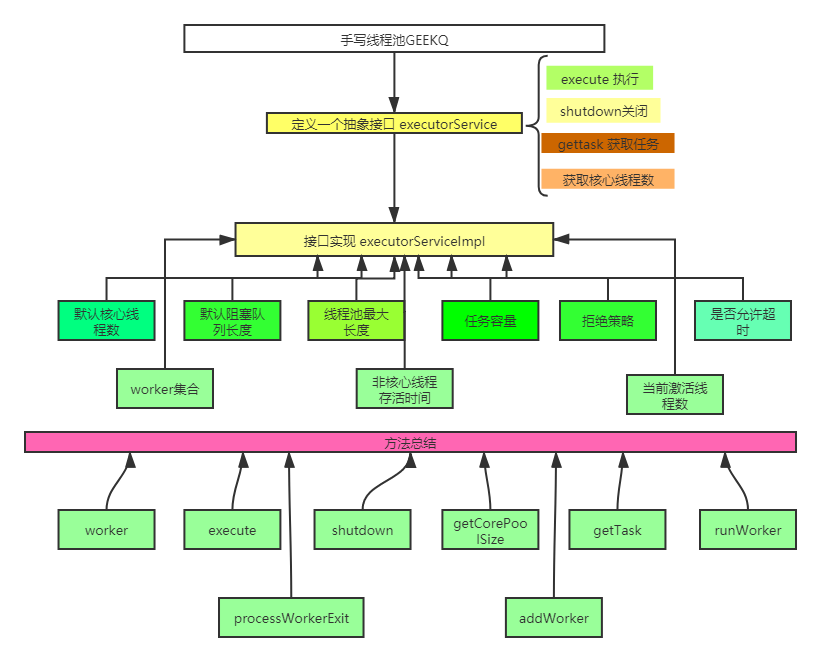 手写线程池GEEKQ
execute 执行
shutdown关闭
定义一个抽象接口 executorService
gettask 获取任务
获取核心线程数
接口实现 executorServiceImpl
默认核心线
程数
默认阻塞队
列长度
线程池最大
长度
任务容量
拒绝策略
是否允许超
时
worker集合
非核心线程
存活时间
当前激活线
程数
方法总结
worker
execute
shutdown
getCorePoo
lSize
getTask
runWorker
processWorkerExit
addWorker